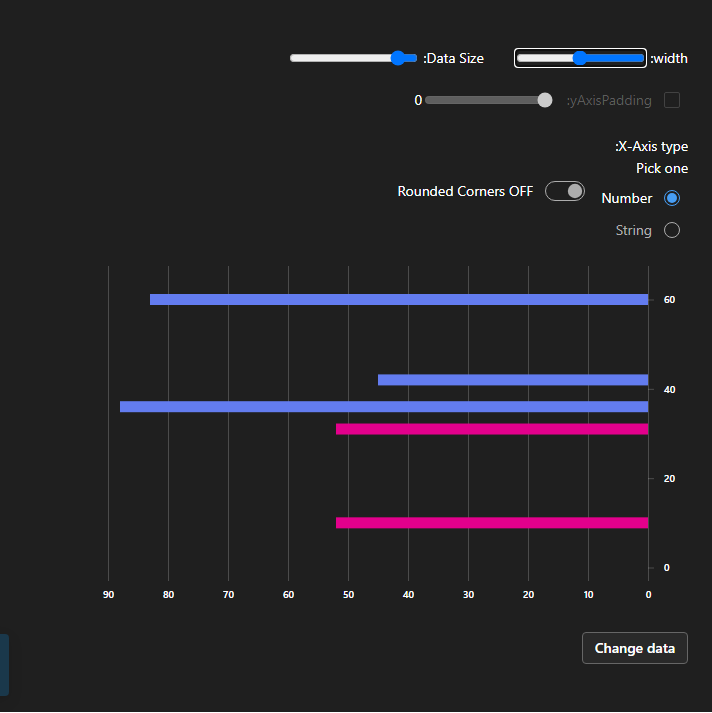 :width
:Data Size
:yAxisPadding
0
:X-Axis type
Pick one
Number
Rounded Corners OFF
String
60
40
20
0
90 80 70 60 50 40 30 20 10 0
Change data